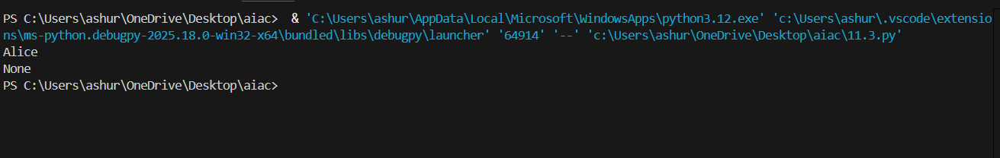 PS C:\Users\ashur\OneDrive\Desktop\aiac>  & 'C:\Users\ashur\AppData\Local\Microsoft\WindowsApps\python3.12.exe' 'c:\Users\ashur\.vscode\extensio
ns\ms-python.debugpy-2025.18.0-win32-x64\bundled\libs\debugpy\launcher' '64914' '--' 'c:\Users\ashur\OneDrive\Desktop\aiac\11.3.py'
Alice
None
PS C:\Users\ashur\OneDrive\Desktop\aiac>